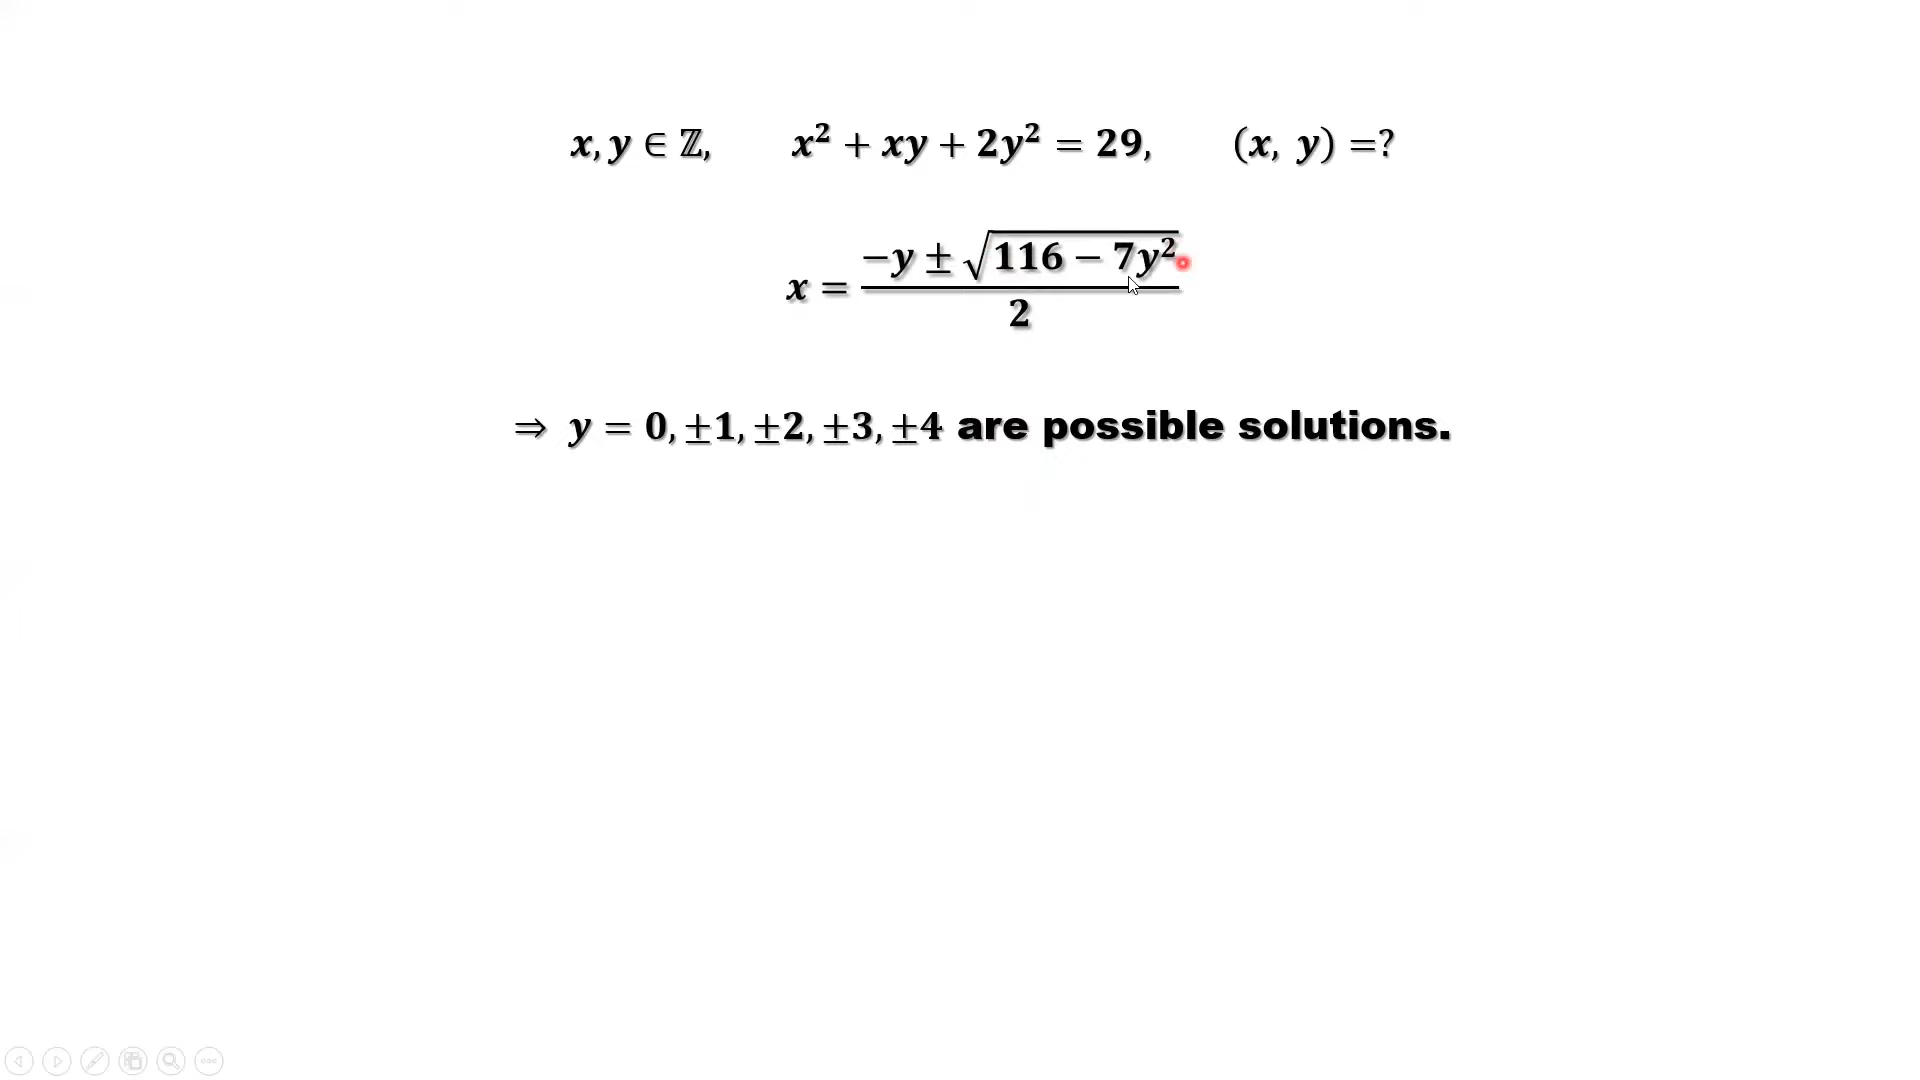 x, y ∈ ℤ, x² + xy + 2y² = 29, (x, y) =?
x = (−y ± √(116 − 7y²)) / 2
⇒ y = 0, ±1, ±2, ±3, ±4 are possible solutions.